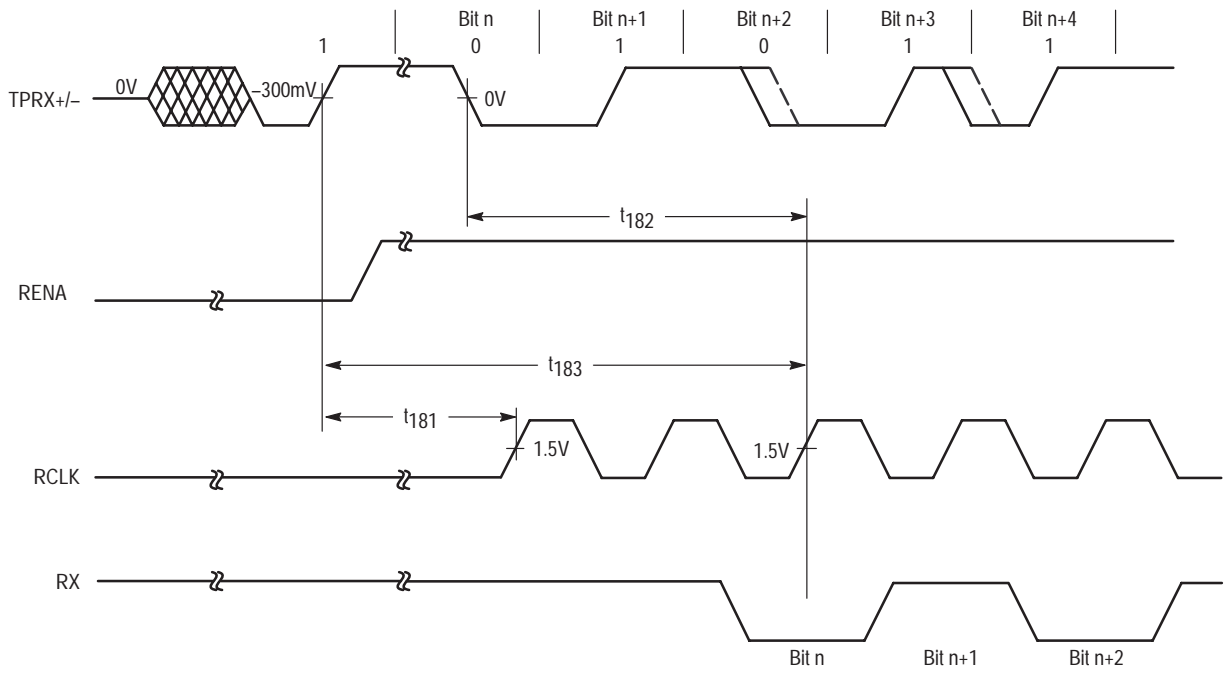 Bit n Bit n+1 Bit n+2 Bit n+3 Bit n+4
1 0 1 0 1 1
TPRX+/– 0V –300mV 0V
t182
RENA
t183
t181
RCLK 1.5V 1.5V
RX
Bit n Bit n+1 Bit n+2